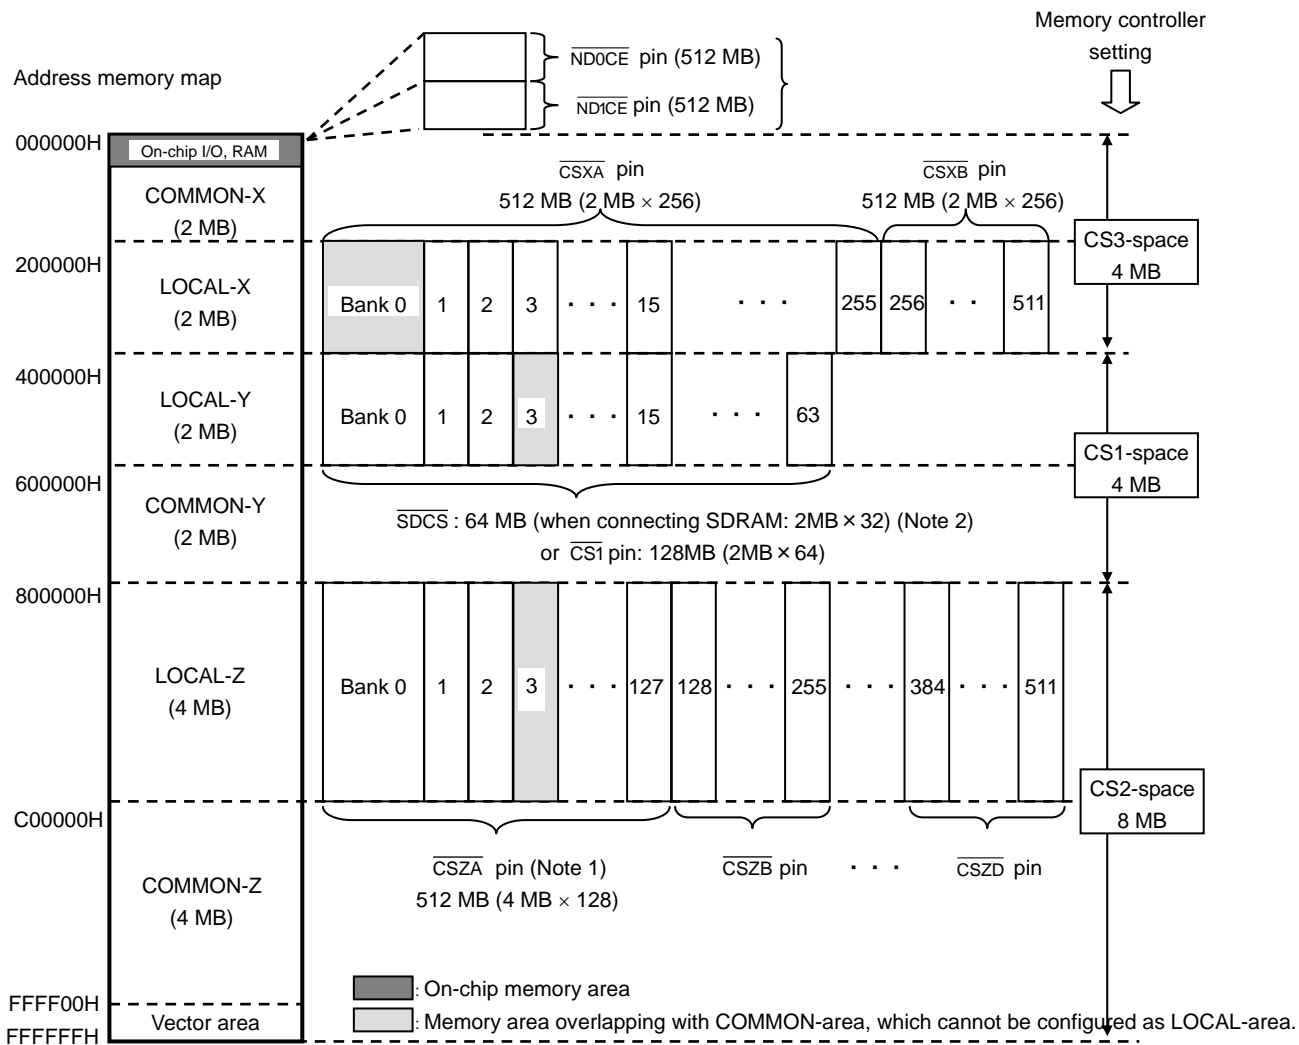 Memory controller
setting
ND0CE pin (512 MB)
Address memory map
ND1CE pin (512 MB)
000000H
On-chip I/O, RAM
CSXA pin
512 MB (2 MB × 256)
CSXB pin
512 MB (2 MB × 256)
COMMON-X
(2 MB)
CS3-space
4 MB
200000H
LOCAL-X
(2 MB)
Bank 0 1 2 3 · · · 15 · · · 255 256 · · 511
400000H
LOCAL-Y
(2 MB)
Bank 0 1 2 3 · · · 15 · · · 63
CS1-space
4 MB
600000H
COMMON-Y
(2 MB)
SDCS : 64 MB (when connecting SDRAM: 2MB × 32) (Note 2)
or CS1 pin: 128MB (2MB × 64)
800000H
LOCAL-Z
(4 MB)
Bank 0 1 2 3 · · · 127 128 · · · 255 · · · 384 · · · 511
CS2-space
8 MB
C00000H
CSZA pin (Note 1)
512 MB (4 MB × 128)
CSZB pin · · · CSZD pin
COMMON-Z
(4 MB)
: On-chip memory area
FFFF00H
Vector area
: Memory area overlapping with COMMON-area, which cannot be configured as LOCAL-area.
FFFFFFH